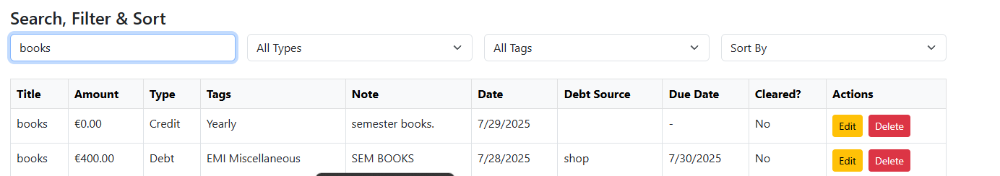 Search, Filter & Sort
books All Types All Tags Sort By
Title Amount Type Tags Note Date Debt Source Due Date Cleared? Actions
books €0.00 Credit Yearly semester books. 7/29/2025 - No Edit Delete
books €400.00 Debt EMI Miscellaneous SEM BOOKS 7/28/2025 shop 7/30/2025 No Edit Delete